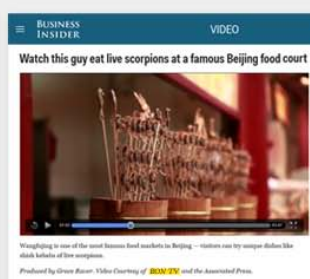 BUSINESS
INSIDER
VIDEO
Watch this guy eat live scorpions at a famous Beijing food court
Wangfujing is one of the most famous food markets in Beijing — visitors can try unique dishes like
shish kebabs of live scorpions.
Produced by Grace Raver. Video Courtesy of RON/TV and the Associated Press.